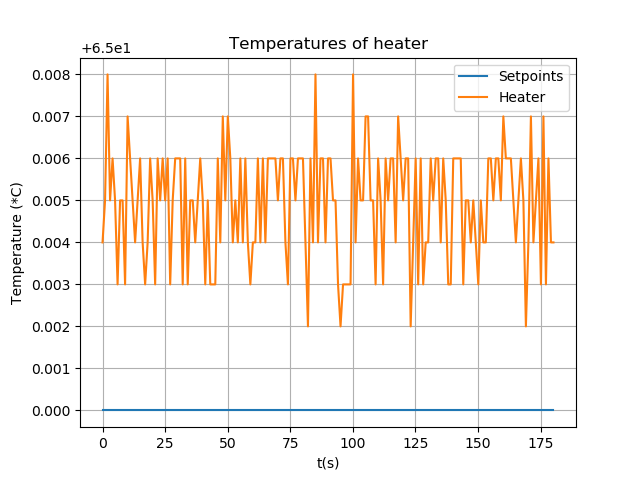 Temperatures of heater
+6.5e1
0.008
0.007
0.006
0.005
0.004
0.003
0.002
0.001
0.000
Temperature (*C)
Setpoints
Heater
0 25 50 75 100 125 150 175
t(s)